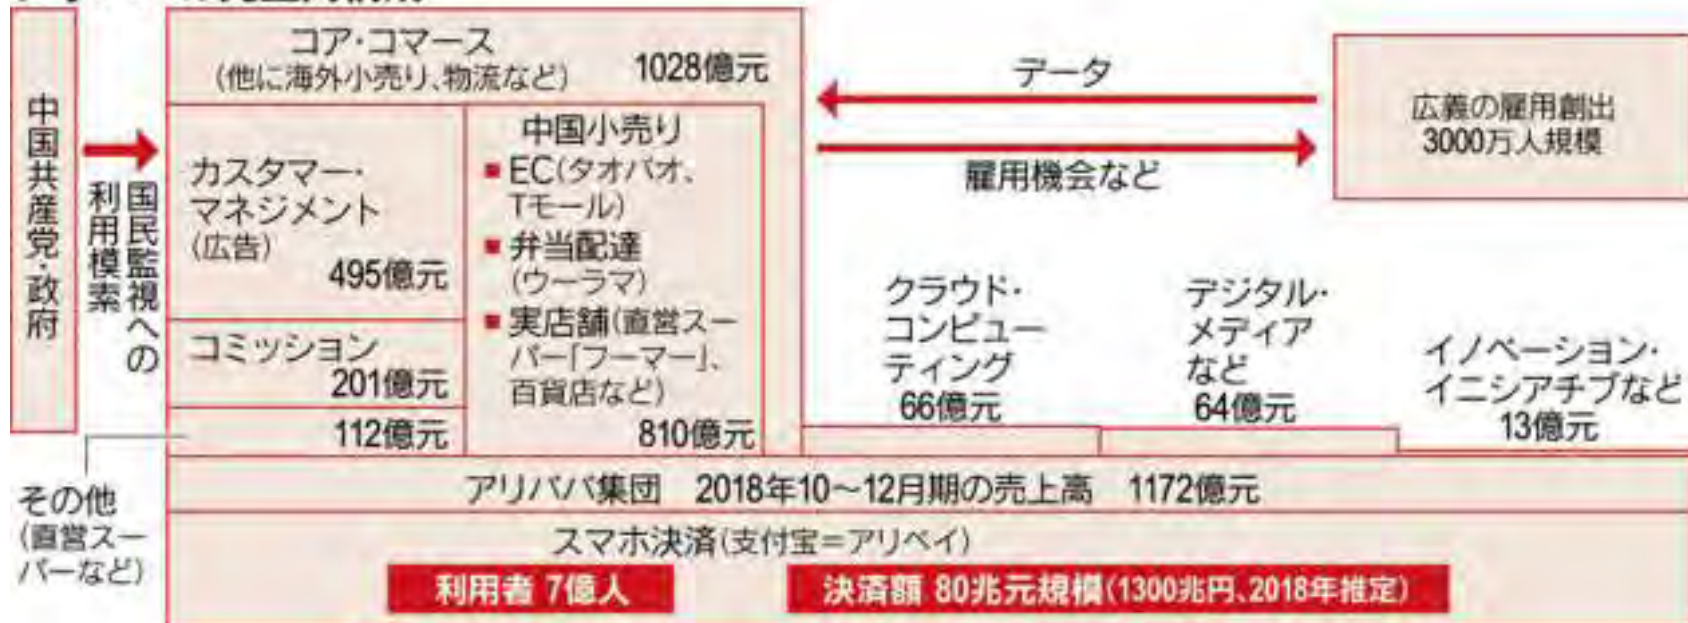 中国共産党・政府
国民監視への
利用模索
コア・コマース
(他に海外小売り、物流など)
1028億元
カスタマー・
マネジメント
(広告)
495億元
コミッション
201億元
112億元
その他
(直営スー
パーなど)
中国小売り
■EC(タオバオ、
Tモール)
■弁当配達
(ウーラマ)
■実店舗(直営スー
パー「フーマー」、
百貨店など)
810億元
データ
雇用機会など
広義の雇用創出
3000万人規模
クラウド・
コンピュー
ティング
66億元
デジタル・
メディア
など
64億元
イノベーション・
イニシアチブなど
13億元
アリババ集団 2018年10～12月期の売上高 1172億元
スマホ決済(支付宝=アリペイ)
利用者 7億人
決済額 80兆元規模(1300兆円、2018年推定)